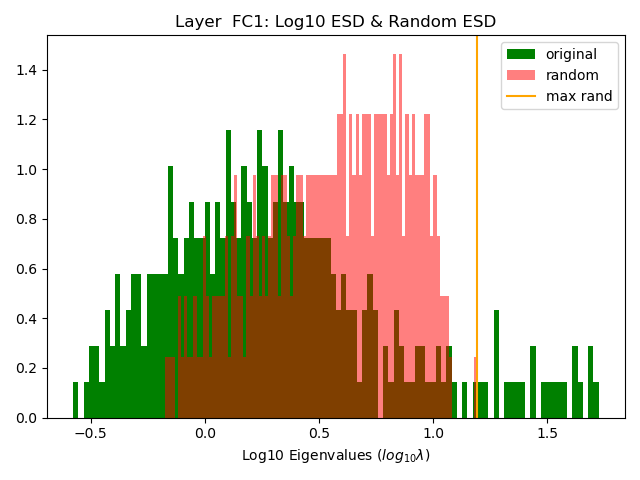 Layer  FC1: Log10 ESD & Random ESD
original
random
max rand
1.4
1.2
1.0
0.8
0.6
0.4
0.2
0.0
−0.5 0.0 0.5 1.0 1.5
Log10 Eigenvalues (log₁₀λ)